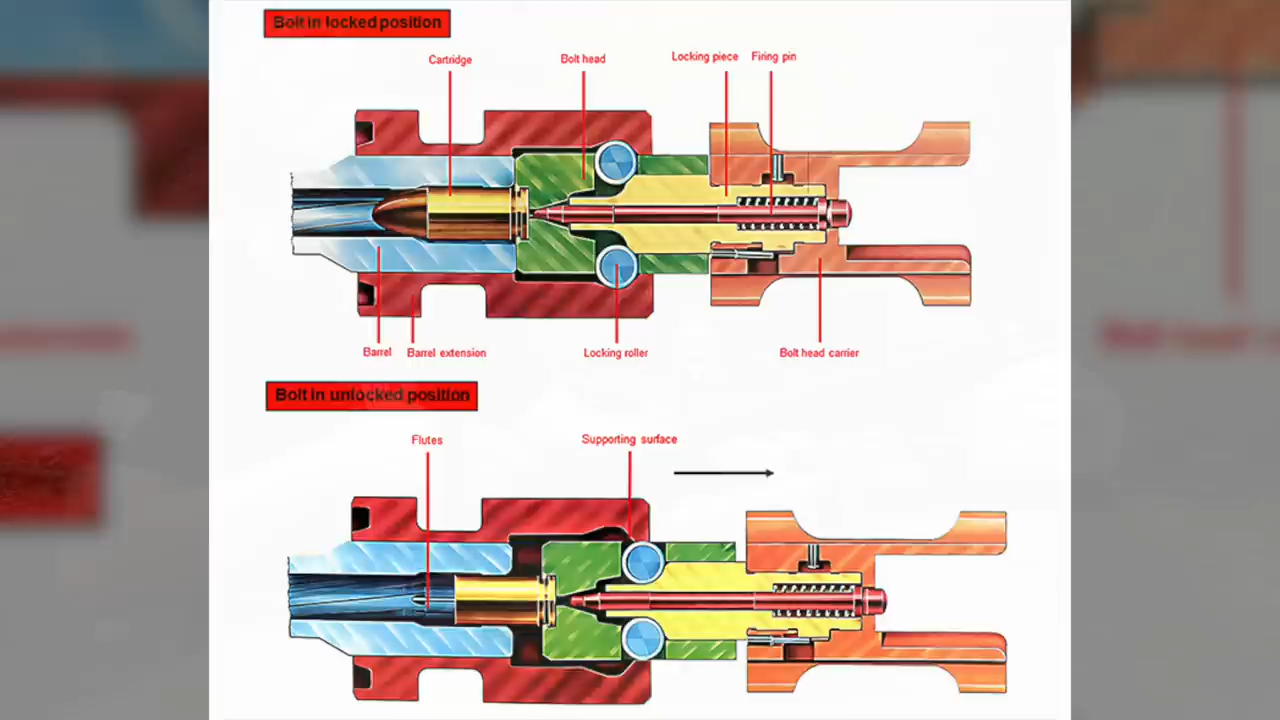 Bolt in locked position
Cartridge
Bolt head
Locking piece
Firing pin
Barrel
Barrel extension
Locking roller
Bolt head carrier
Bolt in unlocked position
Flutes
Supporting surface